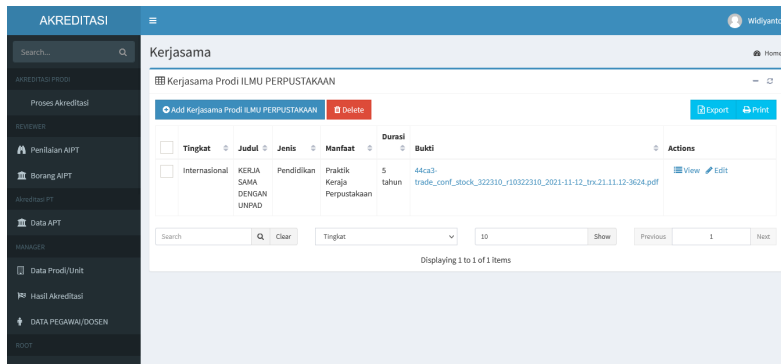 AKREDITASI
Widiyanto
Search...
Kerjasama
Home
AKREDITASI PRODI
Proses Akreditasi
REVIEWER
Penilaian AIPT
Borang AIPT
Akreditasi PT
Data APT
MANAGER
Data Prodi/Unit
Hasil Akreditasi
DATA PEGAWAI/DOSEN
ROOT
Kerjasama Prodi ILMU PERPUSTAKAAN
Add Kerjasama Prodi ILMU PERPUSTAKAAN
Delete
Export
Print
Tingkat Judul Jenis Manfaat Durasi Bukti Actions
Internasional KERJA SAMA DENGAN UNPAD Pendidikan Praktik Keraja Perpustakaan 5 tahun 44ca3-trade_conf_stock_322310_r10322310_2021-11-12_trx.21.11.12-3624.pdf View Edit
Search Clear Tingkat 10 Show Previous 1 Next
Displaying 1 to 1 of 1 items